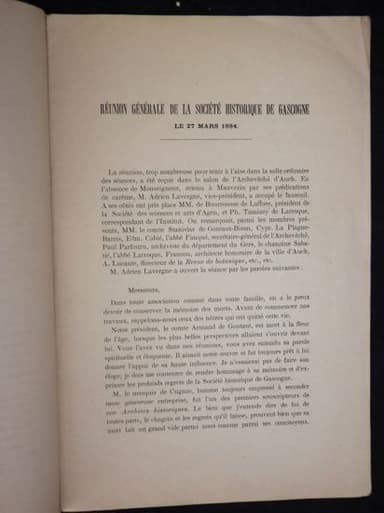 RÉUNION GÉNÉRALE DE LA SOCIÉTÉ HISTORIQUE DE GASCOGNE
LE 27 MARS 1884.
La réunion, trop nombreuse pour tenir à l'aise dans la salle ordinaire
des séances, a été reçue dans le salon de l'Archevêché d'Auch. En
l'absence de Monseigneur, retenu à Mauvezin par ses prédications
de carême, M. Adrien Lavergne, vice-président, a occupé le fauteuil.
A ses côtés ont pris place MM. de Bourrousse de Laffore, président de
la Société des sciences et arts d'Agen, et Ph. Tamizey de Larroque,
correspondant de l'Institut. On remarquait, parmi les nombres pré-
sents, MM. le comte Stanislas de Gontaut-Biron, Cypr. La Plagne-
Barris, Edm. Cabié, l'abbé Fauqué, secrétaire-général de l'Archevêché,
Paul Parfouru, archiviste du département du Gers, le chanoine Saba-
tié, l'abbé Larroque, Francou, architecte honoraire de la ville d'Auch,
A. Lucante, directeur de la Revue de botanique, etc., etc.
M. Adrien Lavergne a ouvert la séance par les paroles suivantes :
Messieurs,
Dans toute association comme dans toute famille, on a le pieux
devoir de conserver la mémoire des morts. Avant de commencer nos
travaux, rappelons-nous ceux des nôtres qui ont quitté cette vie.
Notre président, le comte Armand de Gontaut, est mort à la fleur
de l'âge, lorsque les plus belles perspectives allaient s'ouvrir devant
lui. Vous l'avez vu dans nos réunions, vous avez entendu sa parole
spirituelle et éloquente. Il aimait notre œuvre et fut toujours prêt à lui
donner l'appui de sa haute influence. Je n'essaierai pas de faire son
éloge; je dois me contenter de rendre hommage à sa mémoire et d'ex-
primer les profonds regrets de la Société historique de Gascogne.
M. le marquis de Cugnac, homme toujours empressé à seconder
toute généreuse entreprise, fut l'un des premiers souscripteurs de
nos Archives historiques. Le bien que j'entends dire de lui de
toutes parts, le chagrin et les regrets qu'il laisse, prouvent bien que sa
mort fait un grand vide parmi nous comme parmi ses concitoyens.